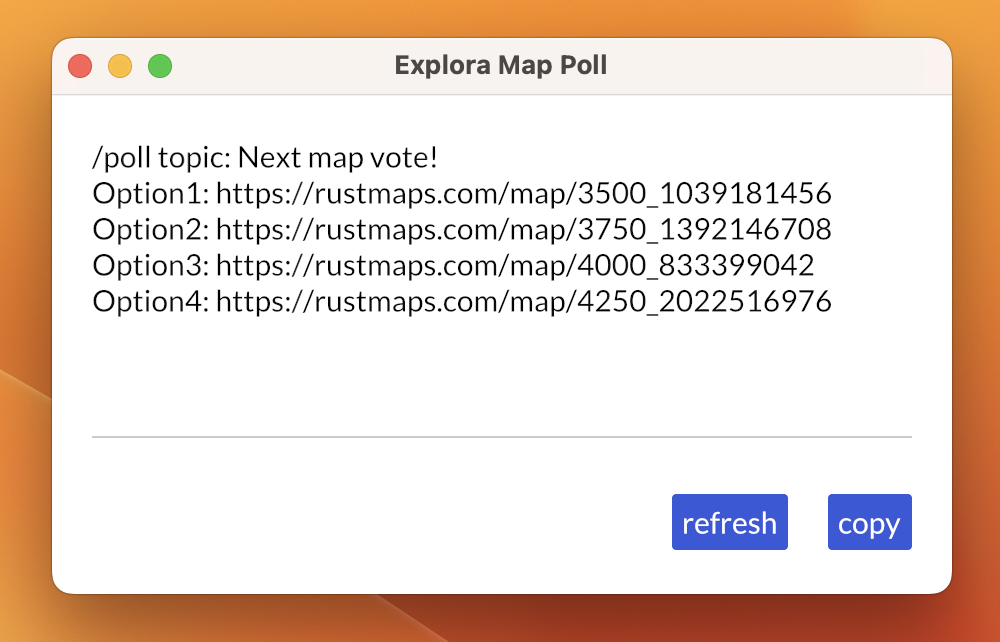 Explora Map Poll
/poll topic: Next map vote!
Option1: https://rustmaps.com/map/3500_1039181456
Option2: https://rustmaps.com/map/3750_1392146708
Option3: https://rustmaps.com/map/4000_833399042
Option4: https://rustmaps.com/map/4250_2022516976
refresh copy